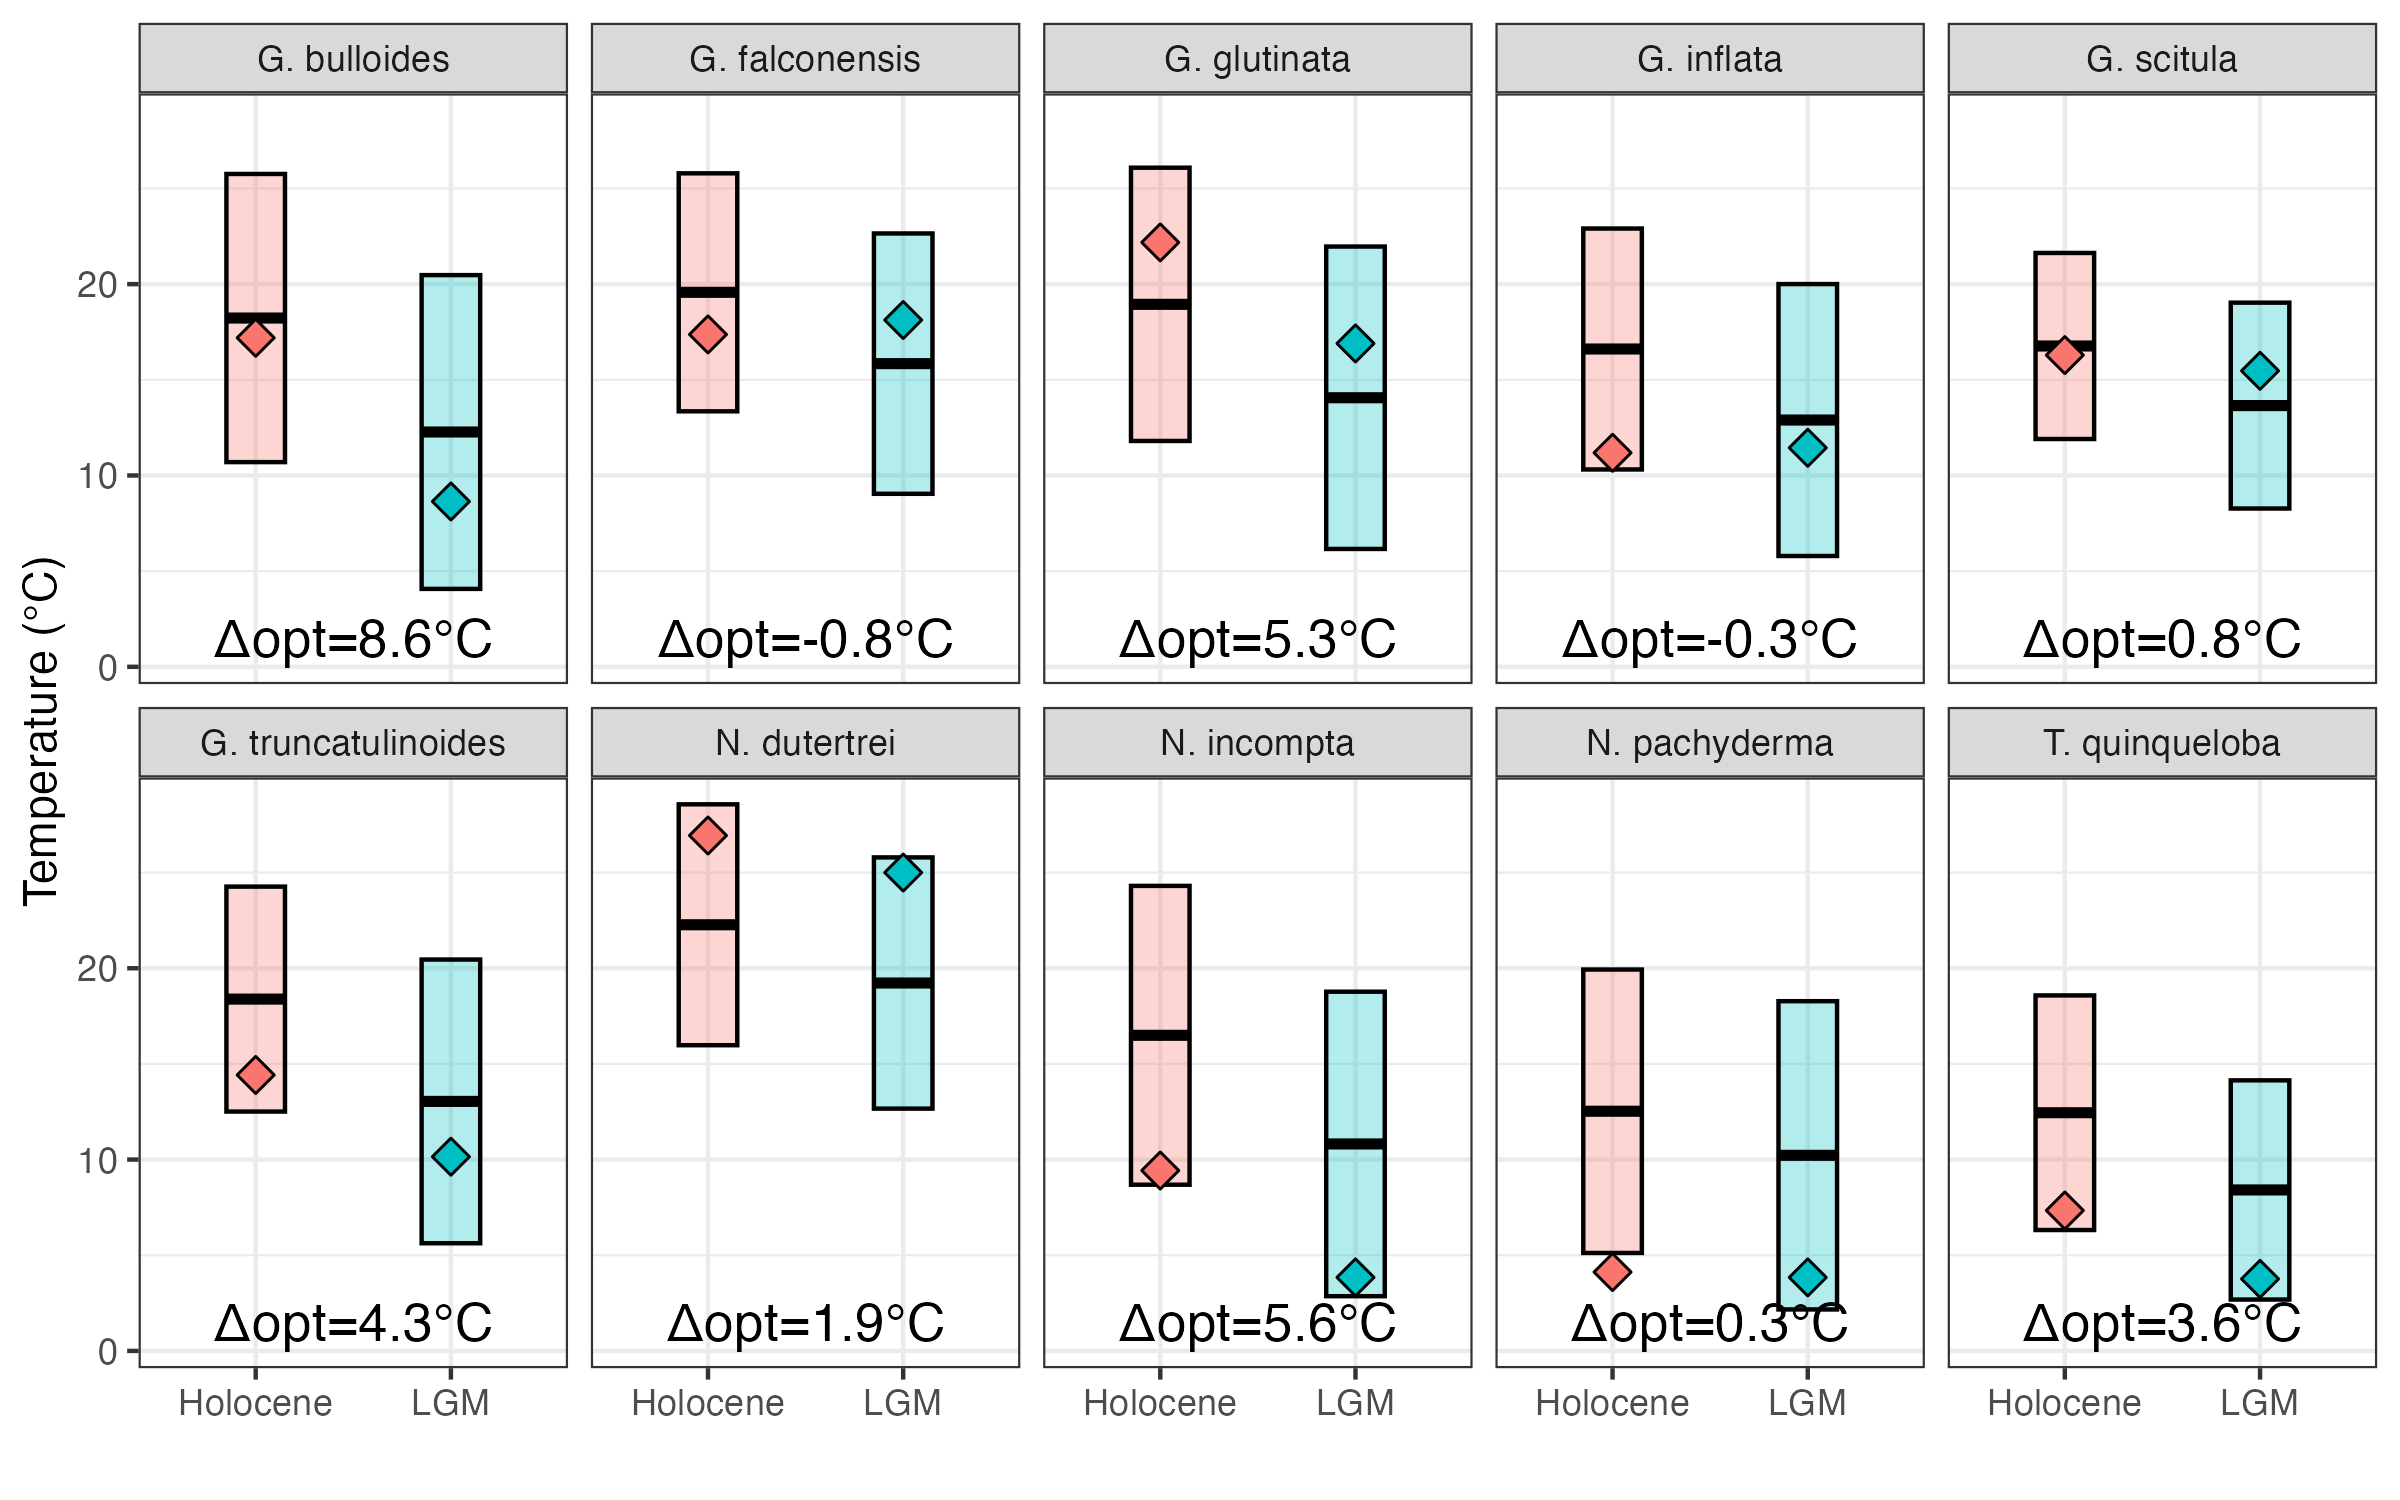 G. bulloides
G. falconensis
G. glutinata
G. inflata
G. scitula
20
10
0
Δopt=8.6°C
Δopt=-0.8°C
Δopt=5.3°C
Δopt=-0.3°C
Δopt=0.8°C
Temperature (°C)
G. truncatulinoides
N. dutertrei
N. incompta
N. pachyderma
T. quinqueloba
20
10
0
Δopt=4.3°C
Δopt=1.9°C
Δopt=5.6°C
Δopt=0.3°C
Δopt=3.6°C
Holocene
LGM
Holocene
LGM
Holocene
LGM
Holocene
LGM
Holocene
LGM